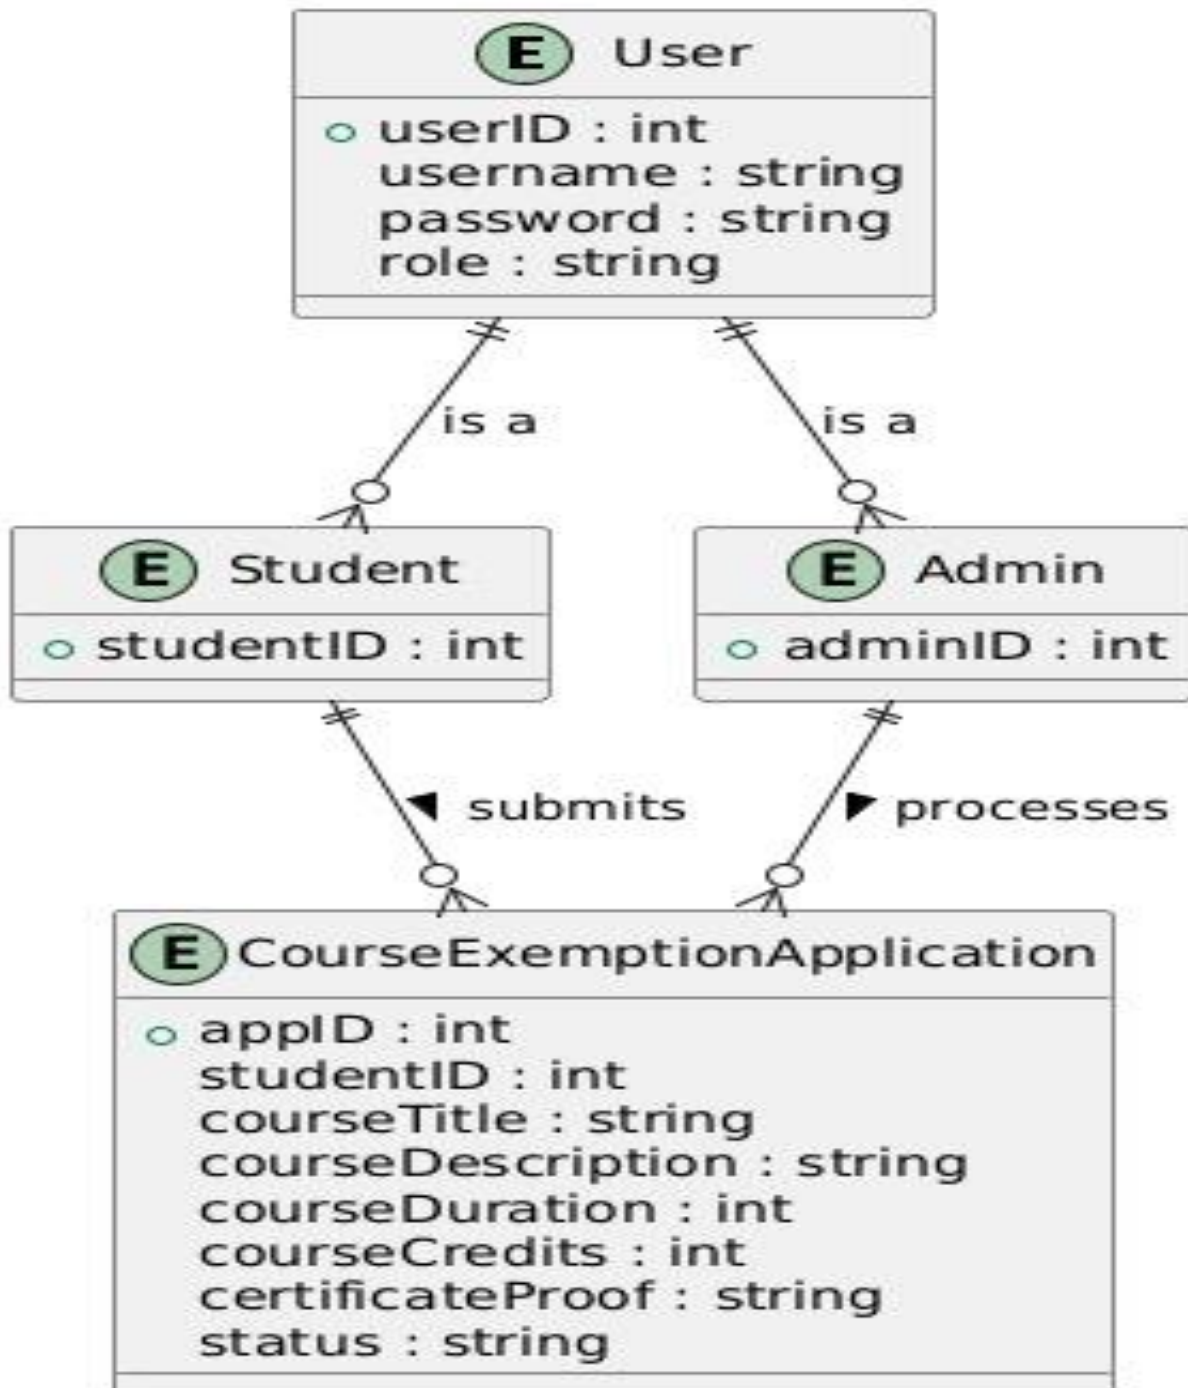 E User
userID : int
username : string
password : string
role : string
is a
is a
E Student
studentID : int
E Admin
adminID : int
submits
processes
E CourseExemptionApplication
appID : int
studentID : int
courseTitle : string
courseDescription : string
courseDuration : int
courseCredits : int
certificateProof : string
status : string